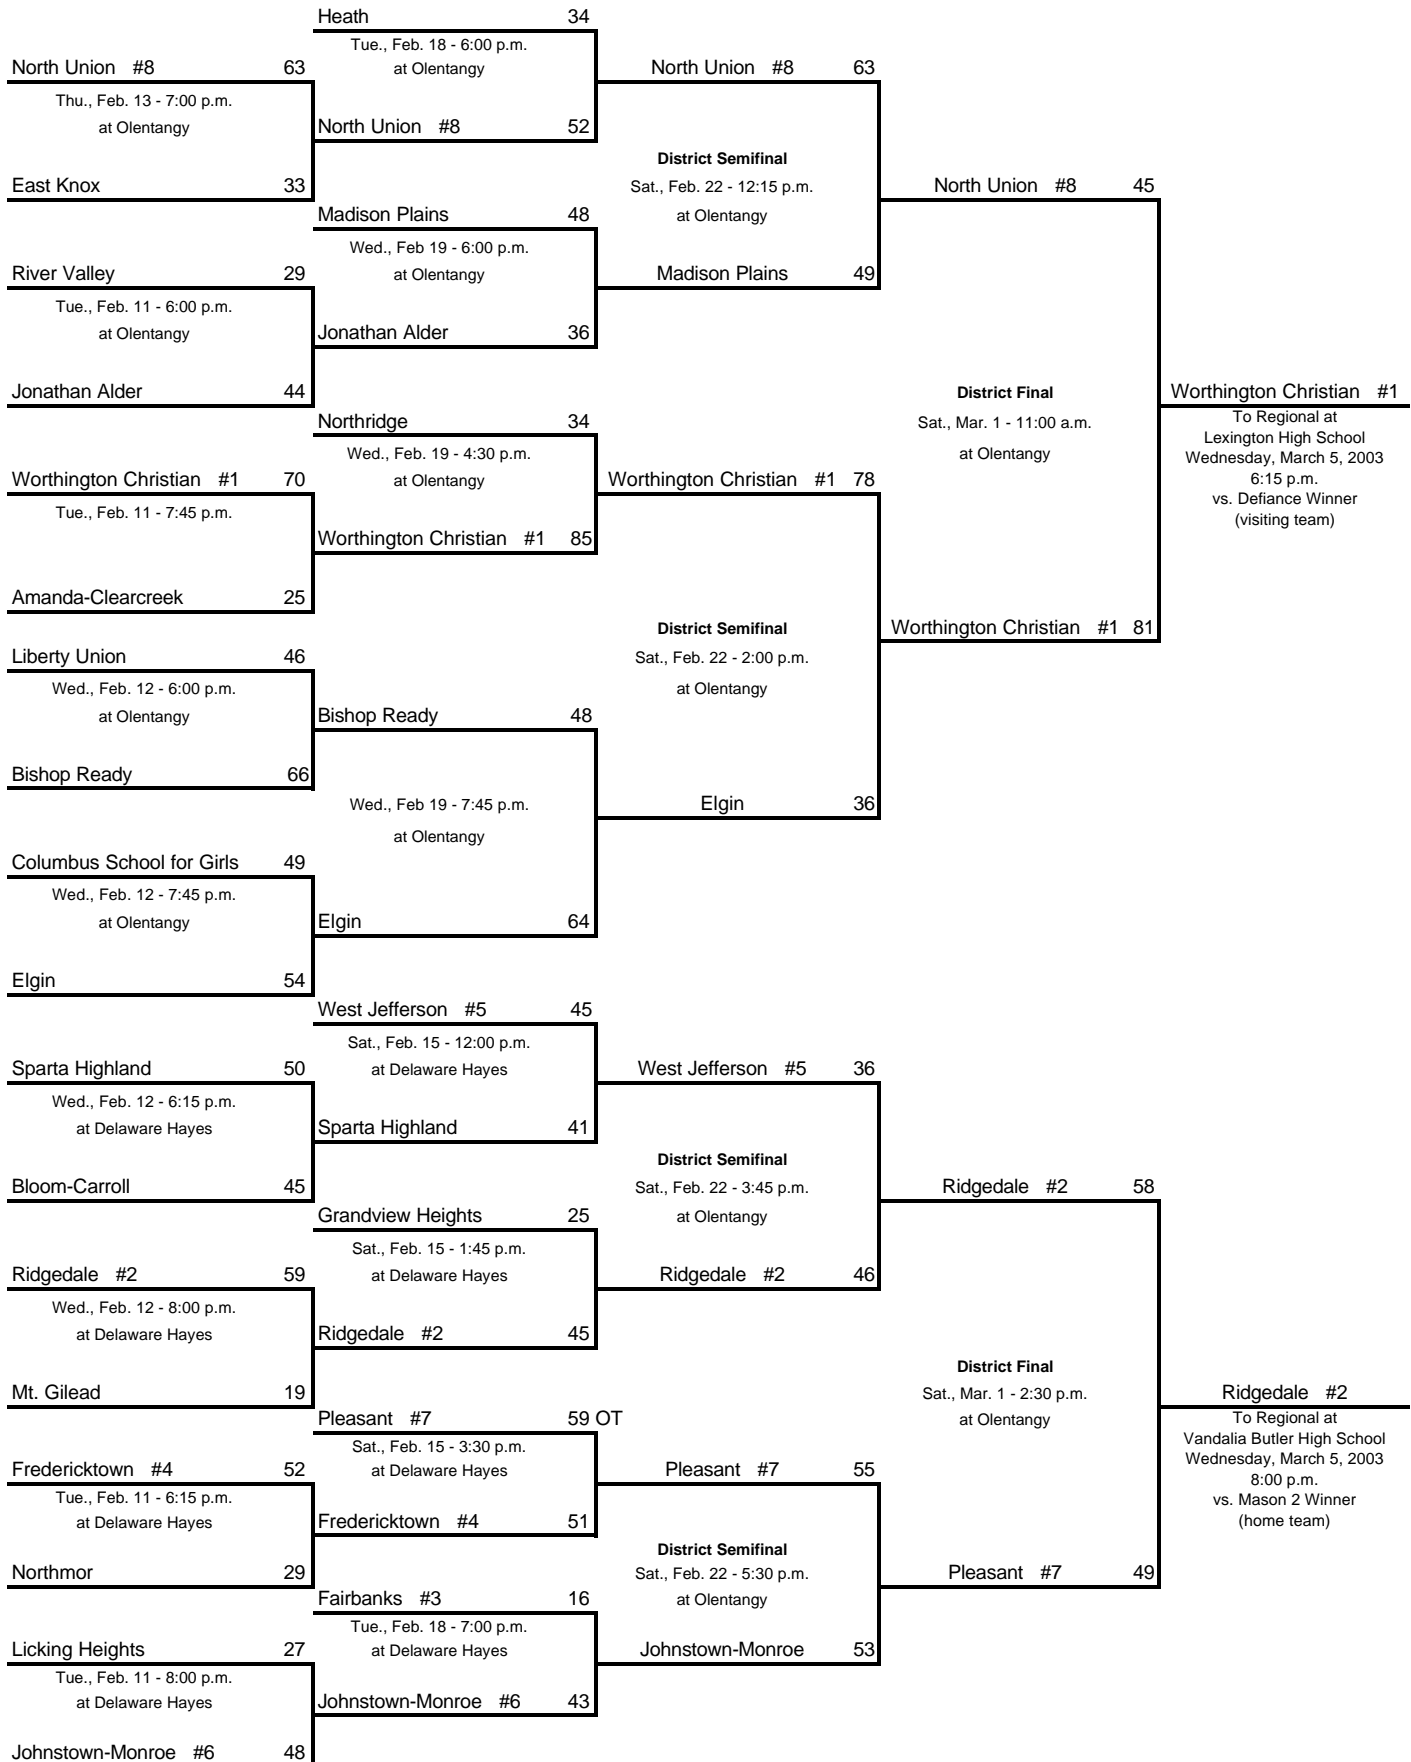 Heath 34
Tue., Feb. 18 - 6:00 p.m.
North Union #8 63
at Olentangy
North Union #8 63
Thu., Feb. 13 - 7:00 p.m.
at Olentangy
North Union #8 52
District Semifinal
East Knox 33
Sat., Feb. 22 - 12:15 p.m.
North Union #8 45
Madison Plains 48
at Olentangy
Wed., Feb 19 - 6:00 p.m.
River Valley 29
at Olentangy
Madison Plains 49
Tue., Feb. 11 - 6:00 p.m.
at Olentangy
Jonathan Alder 36
Jonathan Alder 44
District Final
Worthington Christian #1
Northridge 34
Sat., Mar. 1 - 11:00 a.m.
To Regional at
Lexington High School
Wed., Feb. 19 - 4:30 p.m.
at Olentangy
Wednesday, March 5, 2003
Worthington Christian #1 70
at Olentangy
Worthington Christian #1 78
6:15 p.m.
vs. Defiance Winner
Tue., Feb. 11 - 7:45 p.m.
(visiting team)
Worthington Christian #1 85
Amanda-Clearcreek 25
District Semifinal
Worthington Christian #1 81
Liberty Union 46
Sat., Feb. 22 - 2:00 p.m.
Wed., Feb. 12 - 6:00 p.m.
at Olentangy
at Olentangy
Bishop Ready 48
Bishop Ready 66
Wed., Feb 19 - 7:45 p.m.
Elgin 36
at Olentangy
Columbus School for Girls 49
Wed., Feb. 12 - 7:45 p.m.
at Olentangy
Elgin 64
Elgin 54
West Jefferson #5 45
Sat., Feb. 15 - 12:00 p.m.
Sparta Highland 50
at Delaware Hayes
West Jefferson #5 36
Wed., Feb. 12 - 6:15 p.m.
at Delaware Hayes
Sparta Highland 41
District Semifinal
Bloom-Carroll 45
Sat., Feb. 22 - 3:45 p.m.
Ridgedale #2 58
Grandview Heights 25
at Olentangy
Sat., Feb. 15 - 1:45 p.m.
Ridgedale #2 59
at Delaware Hayes
Ridgedale #2 46
Wed., Feb. 12 - 8:00 p.m.
at Delaware Hayes
Ridgedale #2 45
District Final
Mt. Gilead 19
Sat., Mar. 1 - 2:30 p.m.
Ridgedale #2
Pleasant #7 59 OT
at Olentangy
To Regional at
Sat., Feb. 15 - 3:30 p.m.
Vandalia Butler High School
Wednesday, March 5, 2003
Fredericktown #4 52
at Delaware Hayes
Pleasant #7 55
8:00 p.m.
Tue., Feb. 11 - 6:15 p.m.
vs. Mason 2 Winner
at Delaware Hayes
Fredericktown #4 51
(home team)
District Semifinal
Northmor 29
Sat., Feb. 22 - 5:30 p.m.
Pleasant #7 49
Fairbanks #3 16
at Olentangy
Tue., Feb. 18 - 7:00 p.m.
Licking Heights 27
at Delaware Hayes
Johnstown-Monroe 53
Tue., Feb. 11 - 8:00 p.m.
at Delaware Hayes
Johnstown-Monroe #6 43
Johnstown-Monroe #6 48